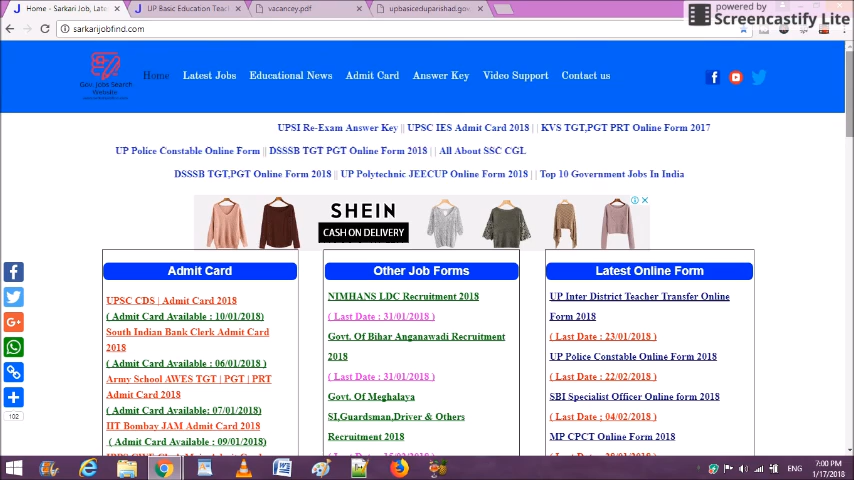 Home - Sarkari Job, Late
UP Basic Education Teac
vacancey.pdf
upbasiceduparishad.gov.
powered by
Screencastify Lite
sarkarijobfind.com
Gov. Jobs Search
Website
Home
Latest Jobs
Educational News
Admit Card
Answer Key
Video Support
Contact us
UPSI Re-Exam Answer Key || UPSC IES Admit Card 2018 || KVS TGT,PGT PRT Online Form 2017
UP Police Constable Online Form || DSSSB TGT PGT Online Form 2018 || All About SSC CGL
DSSSB TGT,PGT Online Form 2018 || UP Polytechnic JEECUP Online Form 2018 || Top 10 Government Jobs In India
SHEIN
CASH ON DELIVERY
Admit Card
UPSC CDS | Admit Card 2018
( Admit Card Available : 10/01/2018)
South Indian Bank Clerk Admit Card
2018
( Admit Card Available : 06/01/2018 )
Army School AWES TGT | PGT | PRT
Admit Card 2018
( Admit Card Available: 07/01/2018)
IIT Bombay JAM Admit Card 2018
( Admit Card Available : 09/01/2018)
Other Job Forms
NIMHANS LDC Recruitment 2018
( Last Date : 31/01/2018 )
Govt. Of Bihar Anganawadi Recruitment
2018
( Last Date : 31/01/2018 )
Govt. Of Meghalaya
SI,Guardsman,Driver & Others
Recruitment 2018
Latest Online Form
UP Inter District Teacher Transfer Online
Form 2018
( Last Date : 23/01/2018 )
UP Police Constable Online Form 2018
( Last Date : 22/02/2018 )
SBI Specialist Officer Online form 2018
( Last Date : 04/02/2018 )
MP CPCT Online Form 2018
102
ENG
7:00 PM
1/17/2018